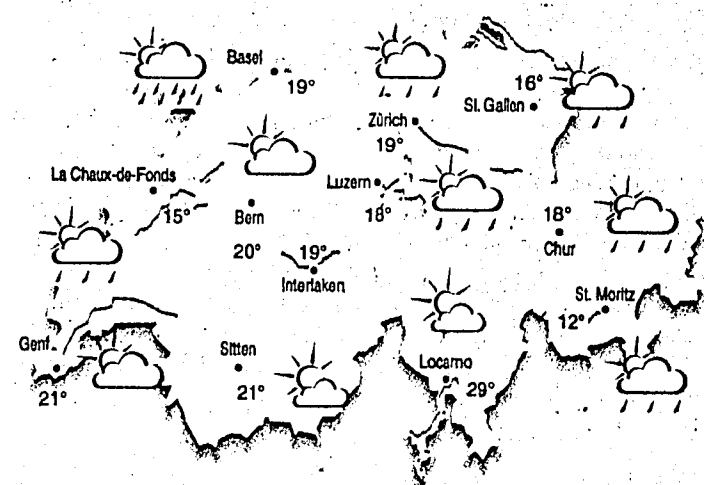 Basel
19°
16°
St. Gallen
Zürich
19°
La Chaux-de-Fonds
15°
Luzern
18°
Bern
20°
18°
Chur
19°
Interlaken
St. Moritz
12°
Genf
21°
Sitten
21°
Locarno
29°